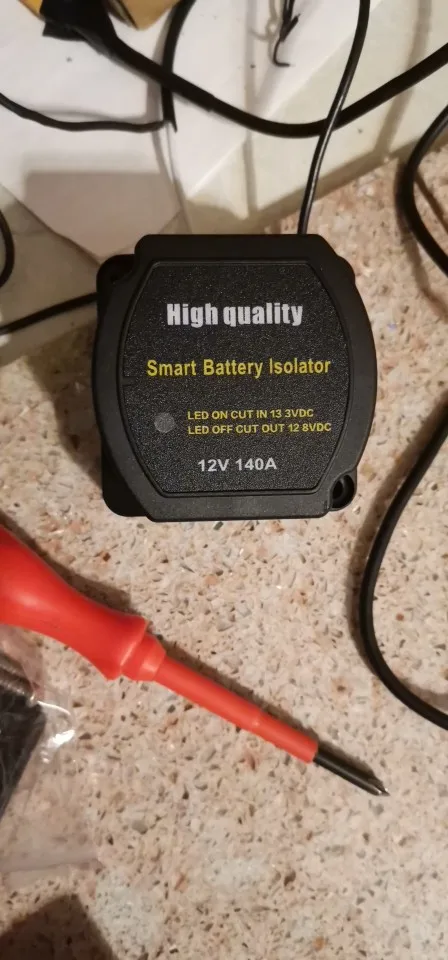 High quality
Smart Battery Isolator
LED ON CUT IN 13 3VDC
LED OFF CUT OUT 12 8VDC
12V 140A